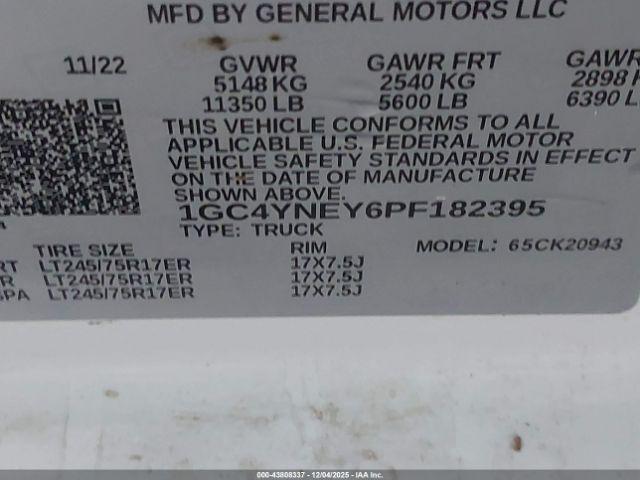 MFD BY GENERAL MOTORS LLC
11/22 GVWR GAWR FRT GAWR
5148 KG 2540 KG 2898
11350 LB 5600 LB 6390
THIS VEHICLE CONFORMS TO ALL
APPLICABLE U.S. FEDERAL MOTOR
VEHICLE SAFETY STANDARDS IN EFFECT
ON THE DATE OF MANUFACTURE
SHOWN ABOVE.
1GC4YNEY6PF182395
TYPE: TRUCK MODEL: 65CK20943
TIRE SIZE RIM
RT LT245/75R17ER 17X7.5J
R LT245/75R17ER 17X7.5J
SPA LT245/75R17ER 17X7.5J
000-43808337 - 12/04/2025 - IAA Inc.